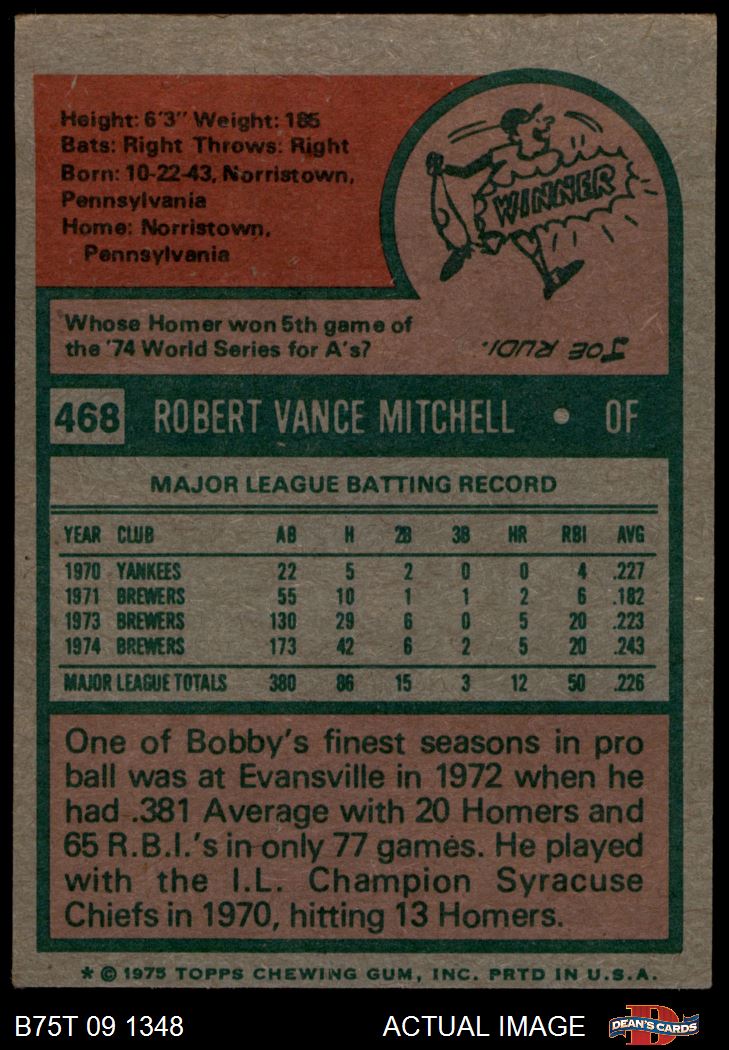 Height: 6'3" Weight: 185
Bats: Right Throws: Right
Born: 10-22-43, Norristown,
Pennsylvania
Home: Norristown,
Pennsylvania
WINNER
Whose Homer won 5th game of
the '74 World Series for A's?
JOE RUDI.
468 ROBERT VANCE MITCHELL • OF
MAJOR LEAGUE BATTING RECORD
YEAR CLUB AB H 2B 3B HR RBI AVG
1970 YANKEES 22 5 2 0 0 4 .227
1971 BREWERS 55 10 1 1 2 6 .182
1973 BREWERS 130 29 6 0 5 20 .223
1974 BREWERS 173 42 6 2 5 20 .243
MAJOR LEAGUE TOTALS 380 86 15 3 12 50 .226
One of Bobby's finest seasons in pro
ball was at Evansville in 1972 when he
had .381 Average with 20 Homers and
65 R.B.I.'s in only 77 games. He played
with the I.L. Champion Syracuse
Chiefs in 1970, hitting 13 Homers.
* © 1975 TOPPS CHEWING GUM, INC. PRTD IN U.S.A.
B75T 09 1348 ACTUAL IMAGE DEAN'S CARDS